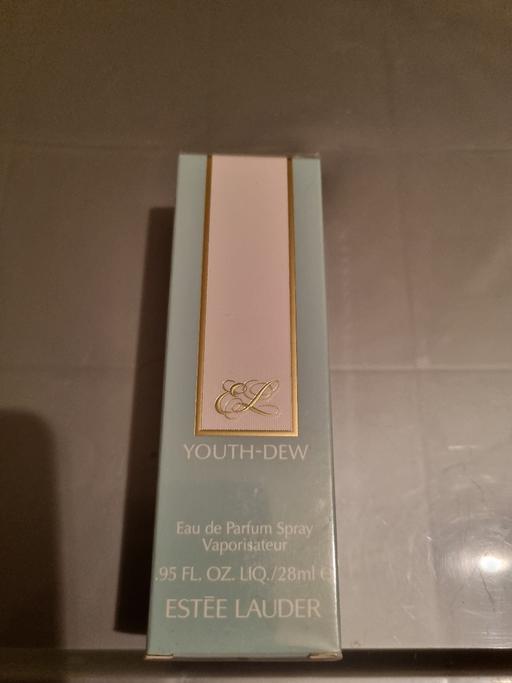 EL
YOUTH-DEW
Eau de Parfum Spray
Vaporisateur
.95 FL. OZ. LIQ./28ml e
ESTĒE LAUDER